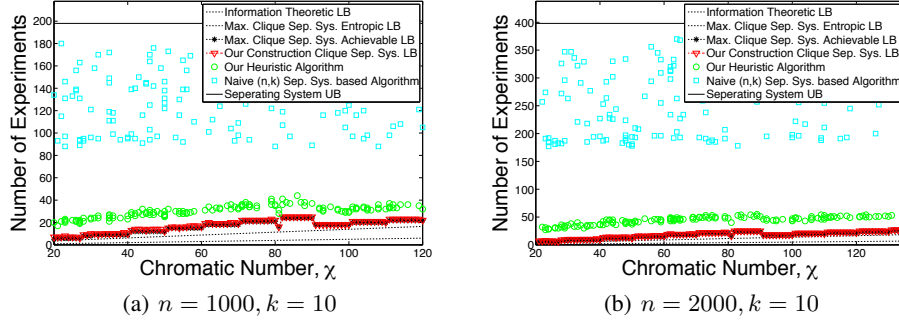 Number of Experiments
200
180
160
140
120
100
80
60
40
20
0
Information Theoretic LB
Max. Clique Sep. Sys. Entropic LB
Max. Clique Sep. Sys. Achievable LB
Our Construction Clique Sep. Sys. LB
Our Heuristic Algorithm
Naive (n,k) Sep. Sys. based Algorithm
Seperating System UB
20
40
60
80
100
120
Chromatic Number, χ
(a) n = 1000, k = 10
Number of Experiments
400
350
300
250
200
150
100
50
0
Information Theoretic LB
Max. Clique Sep. Sys. Entropic LB
Max. Clique Sep. Sys. Achievable LB
Our Construction Clique Sep. Sys. LB
Our Heuristic Algorithm
Naive (n,k) Sep. Sys. based Algorithm
Seperating System UB
20
40
60
80
100
120
Chromatic Number, χ
(b) n = 2000, k = 10